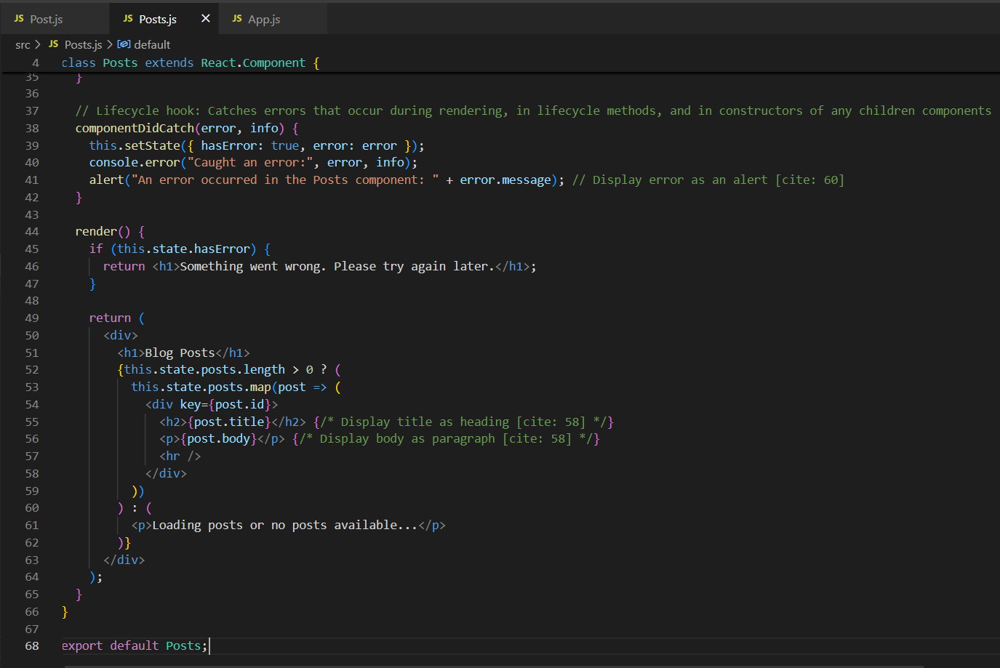 JS Post.js JS Posts.js × JS App.js
src > JS Posts.js > default
4 class Posts extends React.Component {
35 }
36
37 // Lifecycle hook: Catches errors that occur during rendering, in lifecycle methods, and in constructors of any children components
38 componentDidCatch(error, info) {
39 this.setState({ hasError: true, error: error });
40 console.error("Caught an error:", error, info);
41 alert("An error occurred in the Posts component: " + error.message); // Display error as an alert [cite: 60]
42 }
43
44 render() {
45 if (this.state.hasError) {
46 return <h1>Something went wrong. Please try again later.</h1>;
47 }
48
49 return (
50 <div>
51 <h1>Blog Posts</h1>
52 {this.state.posts.length > 0 ? (
53 this.state.posts.map(post => (
54 <div key={post.id}>
55 <h2>{post.title}</h2> {/* Display title as heading [cite: 58] */}
56 <p>{post.body}</p> {/* Display body as paragraph [cite: 58] */}
57 <hr />
58 </div>
59 ))
60 ) : (
61 <p>Loading posts or no posts available...</p>
62 )}
63 </div>
64 );
65 }
66 }
67
68 export default Posts;